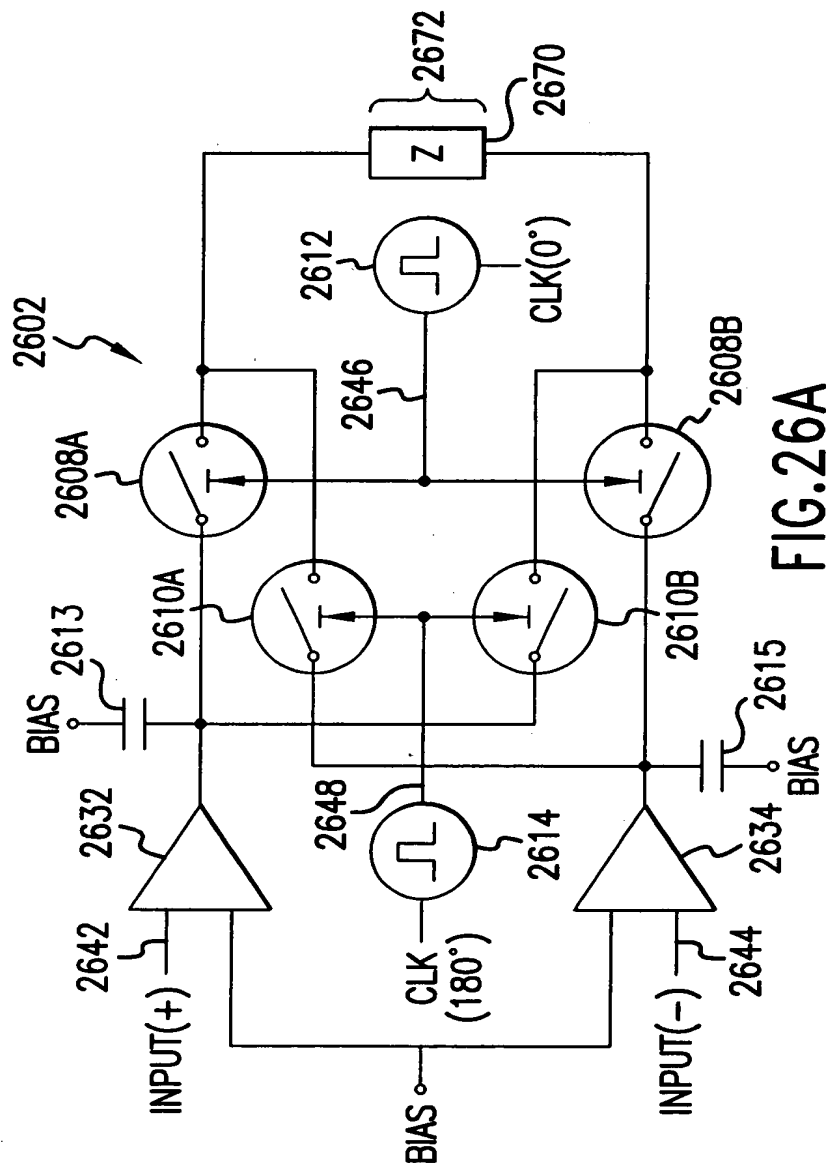 2602
2608A
2613
BIAS
2610A
2632
2642
INPUT(+)
2646
2612
CLK(0°)
2672
2670
Z
2648
2614
CLK
(180°)
BIAS
2610B
2608B
2615
BIAS
2634
2644
INPUT(-)
FIG.26A